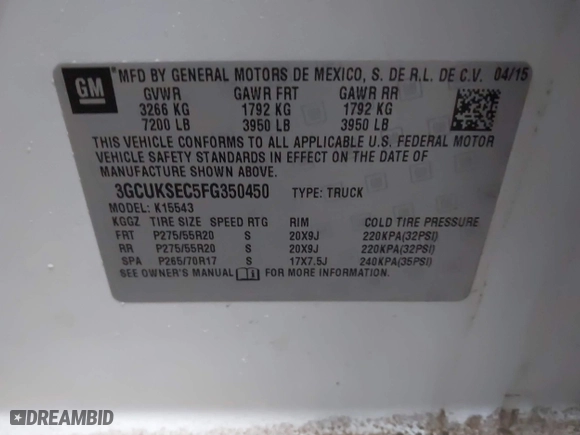 GM
MFD BY GENERAL MOTORS DE MEXICO, S. DE R.L. DE C.V. 04/15
GVWR GAWR FRT GAWR RR
3266 KG 1792 KG 1792 KG
7200 LB 3950 LB 3950 LB
THIS VEHICLE CONFORMS TO ALL APPLICABLE U.S. FEDERAL MOTOR
VEHICLE SAFETY STANDARDS IN EFFECT ON THE DATE OF
MANUFACTURE SHOWN ABOVE.
3GCUKSEC5FG350450 TYPE: TRUCK
MODEL: K15543
KGGZ TIRE SIZE SPEED RTG RIM COLD TIRE PRESSURE
FRT P275/55R20 S 20X9J 220KPA(32PSI)
RR P275/55R20 S 20X9J 220KPA(32PSI)
SPA P265/70R17 S 17X7.5J 240KPA(35PSI)
SEE OWNER'S MANUAL FOR MORE INFORMATION.
DREAMBID